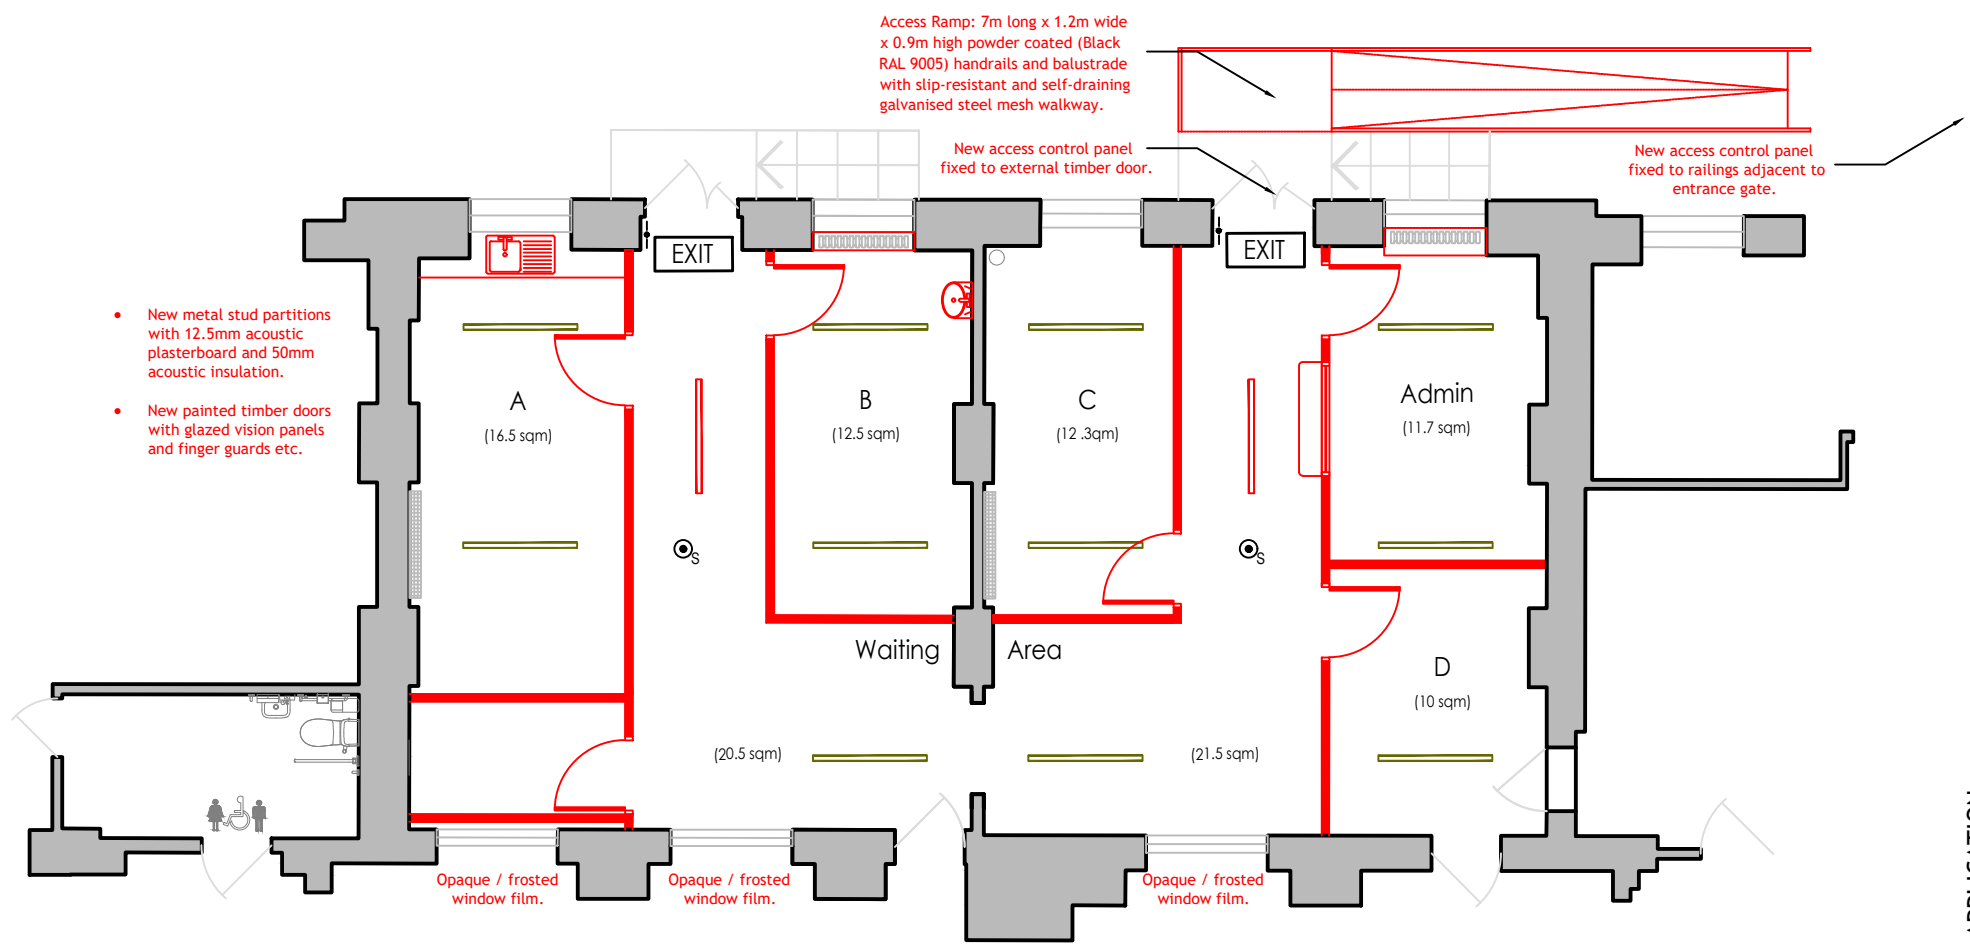 Access Ramp: 7m long x 1.2m wide
x 0.9m high powder coated (Black
RAL 9005) handrails and balustrade
with slip-resistant and self-draining
galvanised steel mesh walkway.
New access control panel
fixed to external timber door.
New access control panel
fixed to railings adjacent to
entrance gate.
EXIT
EXIT
• New metal stud partitions
with 12.5mm acoustic
plasterboard and 50mm
acoustic insulation.
• New painted timber doors
with glazed vision panels
and finger guards etc.
A
(16.5 sqm)
B
(12.5 sqm)
C
(12 .3qm)
Admin
(11.7 sqm)
S
S
Waiting Area
D
(10 sqm)
(20.5 sqm)
(21.5 sqm)
Opaque / frosted
window film.
Opaque / frosted
window film.
Opaque / frosted
window film.